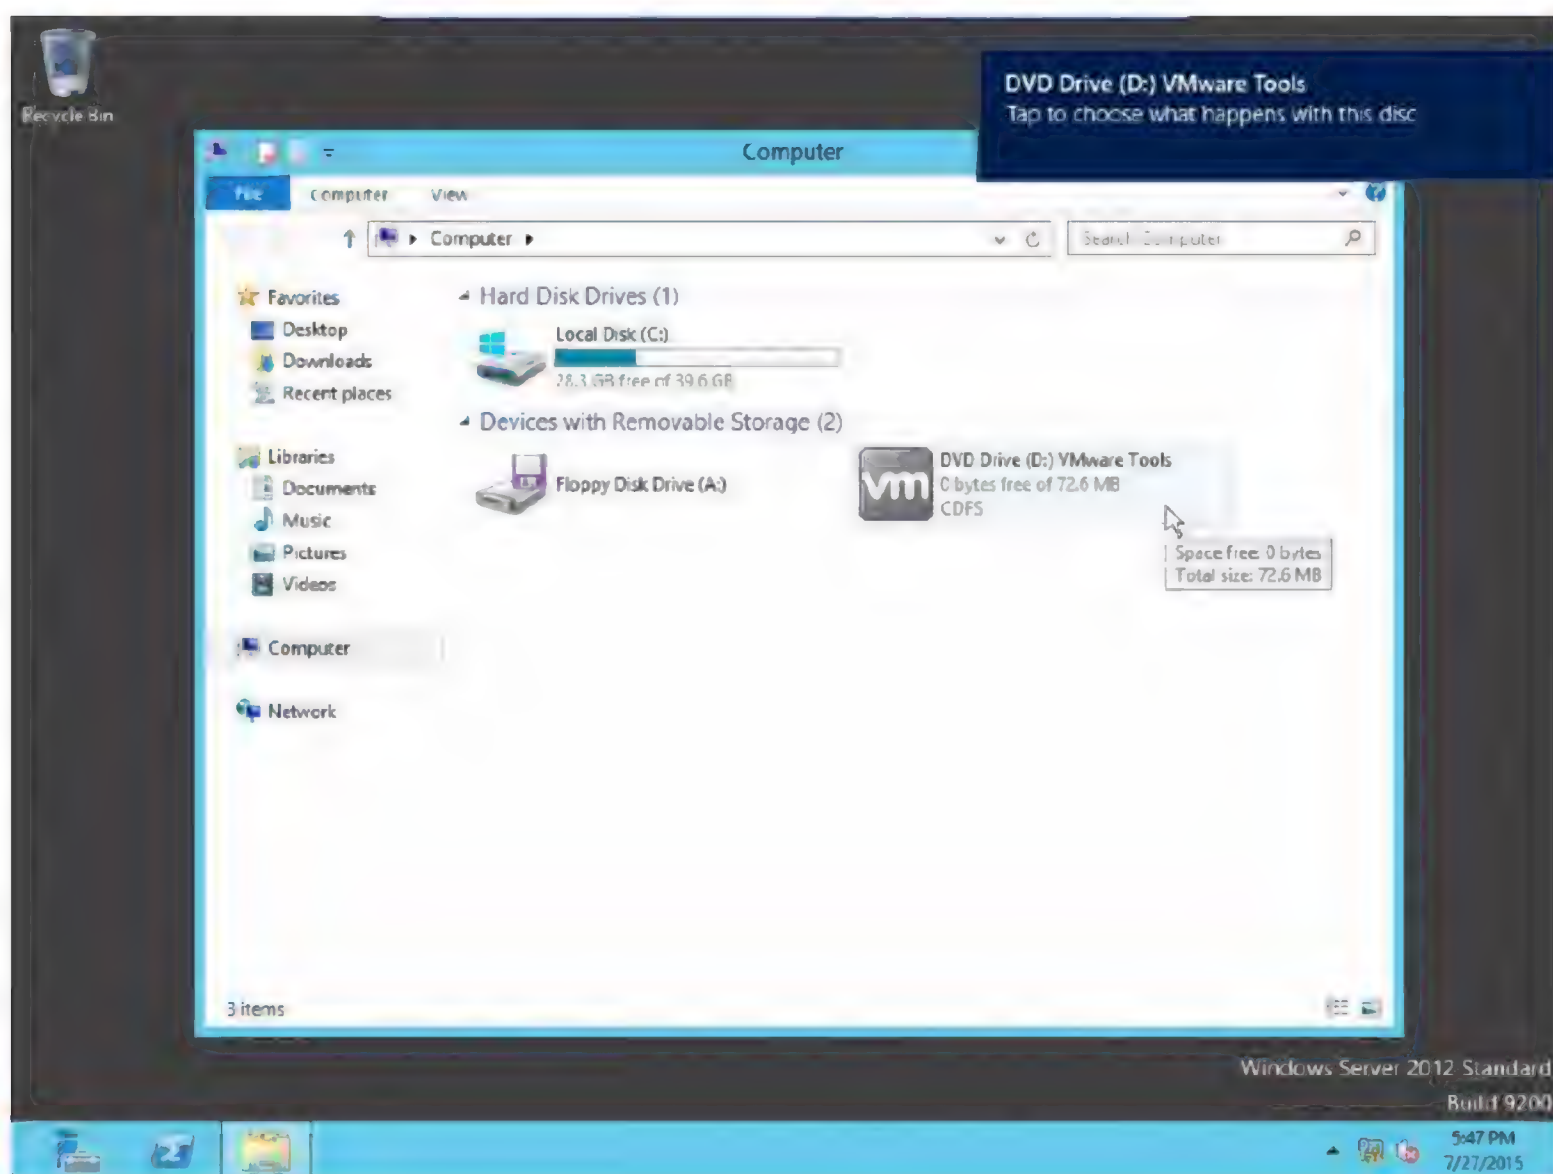 Recycle Bin
DVD Drive (D:) VMware Tools
Tap to choose what happens with this disc
Computer
File Computer View
Computer
Search Computer
Favorites
Desktop
Downloads
Recent places
Libraries
Documents
Music
Pictures
Videos
Computer
Network
Hard Disk Drives (1)
Local Disk (C:)
28.3 GB free of 39.6 GB
Devices with Removable Storage (2)
Floppy Disk Drive (A:)
vm
DVD Drive (D:) VMware Tools
0 bytes free of 72.6 MB
CDFS
Space free: 0 bytes
Total size: 72.6 MB
3 items
Windows Server 2012 Standard
Build 9200
5:47 PM
7/27/2015